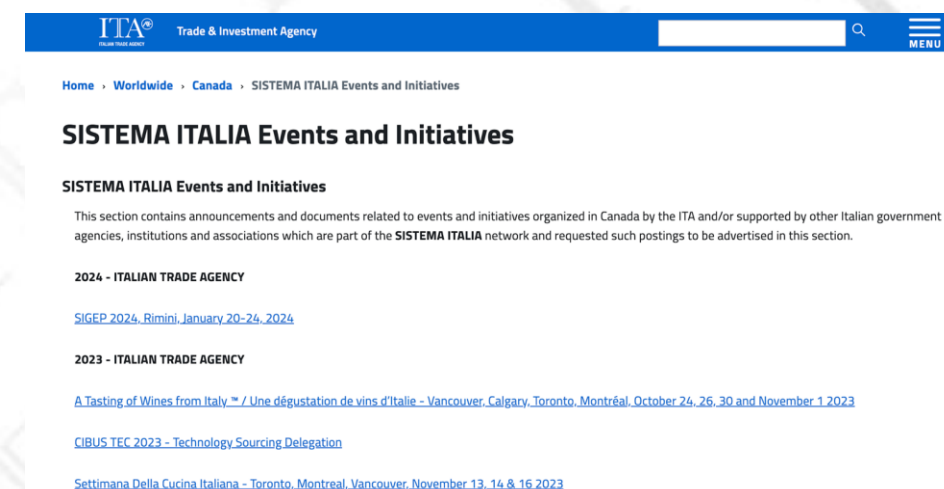 ITA®
ITALIAN TRADE AGENCY
Trade & Investment Agency
MENU
Home › Worldwide › Canada › SISTEMA ITALIA Events and Initiatives
SISTEMA ITALIA Events and Initiatives
SISTEMA ITALIA Events and Initiatives
This section contains announcements and documents related to events and initiatives organized in Canada by the ITA and/or supported by other Italian government
agencies, institutions and associations which are part of the SISTEMA ITALIA network and requested such postings to be advertised in this section.
2024 - ITALIAN TRADE AGENCY
SIGEP 2024, Rimini, January 20-24, 2024
2023 - ITALIAN TRADE AGENCY
A Tasting of Wines from Italy ™ / Une dégustation de vins d'Italie - Vancouver, Calgary, Toronto, Montréal, October 24, 26, 30 and November 1 2023
CIBUS TEC 2023 - Technology Sourcing Delegation
Settimana Della Cucina Italiana - Toronto, Montreal, Vancouver, November 13, 14 & 16 2023